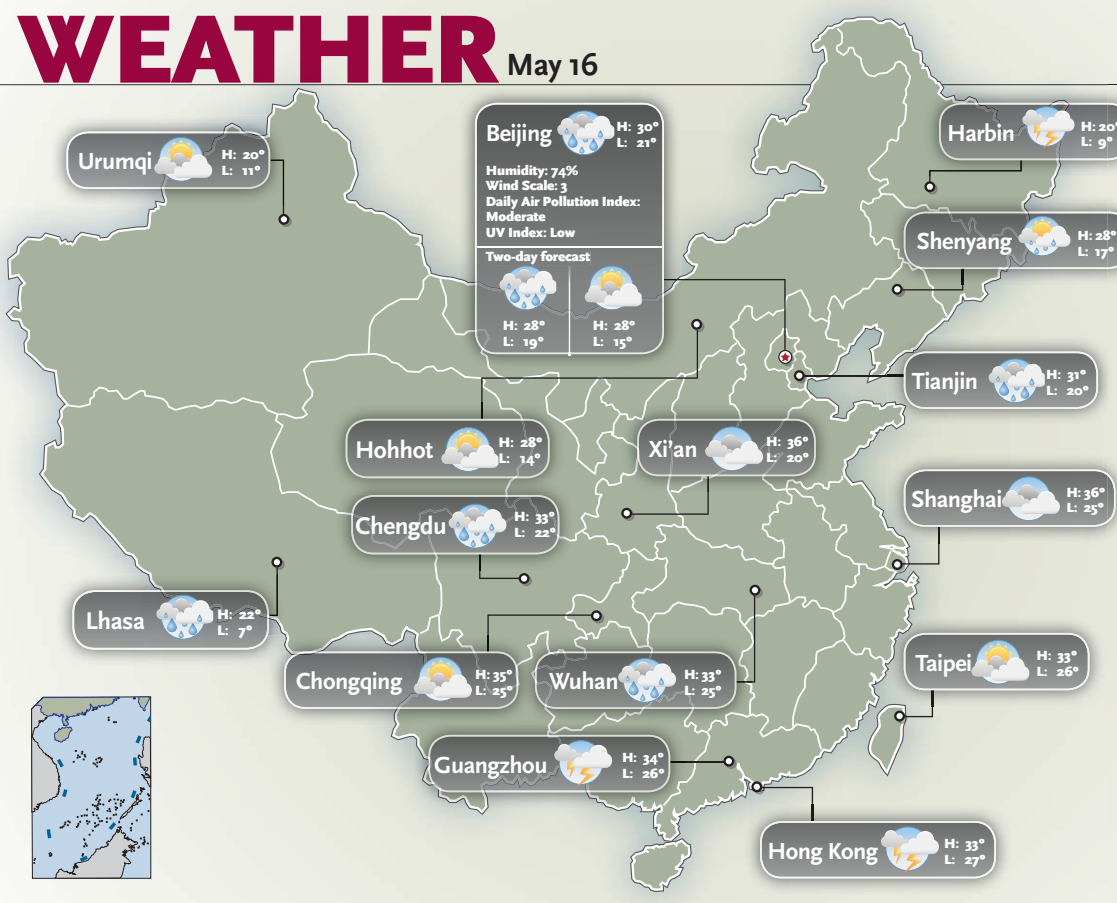 WEATHER May 16
Urumqi
H: 20°
L: 11°
Beijing
H: 30°
L: 21°
Humidity: 74%
Wind Scale: 3
Daily Air Pollution Index:
Moderate
UV Index: Low
Two-day forecast
H: 28°
L: 19°
H: 28°
L: 15°
Harbin
H: 20°
L: 9°
Shenyang
H: 28°
L: 17°
Tianjin
H: 31°
L: 20°
Hohhot
H: 28°
L: 14°
Xi'an
H: 36°
L: 20°
Chengdu
H: 33°
L: 22°
Shanghai
H: 36°
L: 25°
Lhasa
H: 22°
L: 7°
Chongqing
H: 35°
L: 25°
Wuhan
H: 33°
L: 25°
Taipei
H: 33°
L: 26°
Guangzhou
H: 34°
L: 26°
Hong Kong
H: 33°
L: 27°